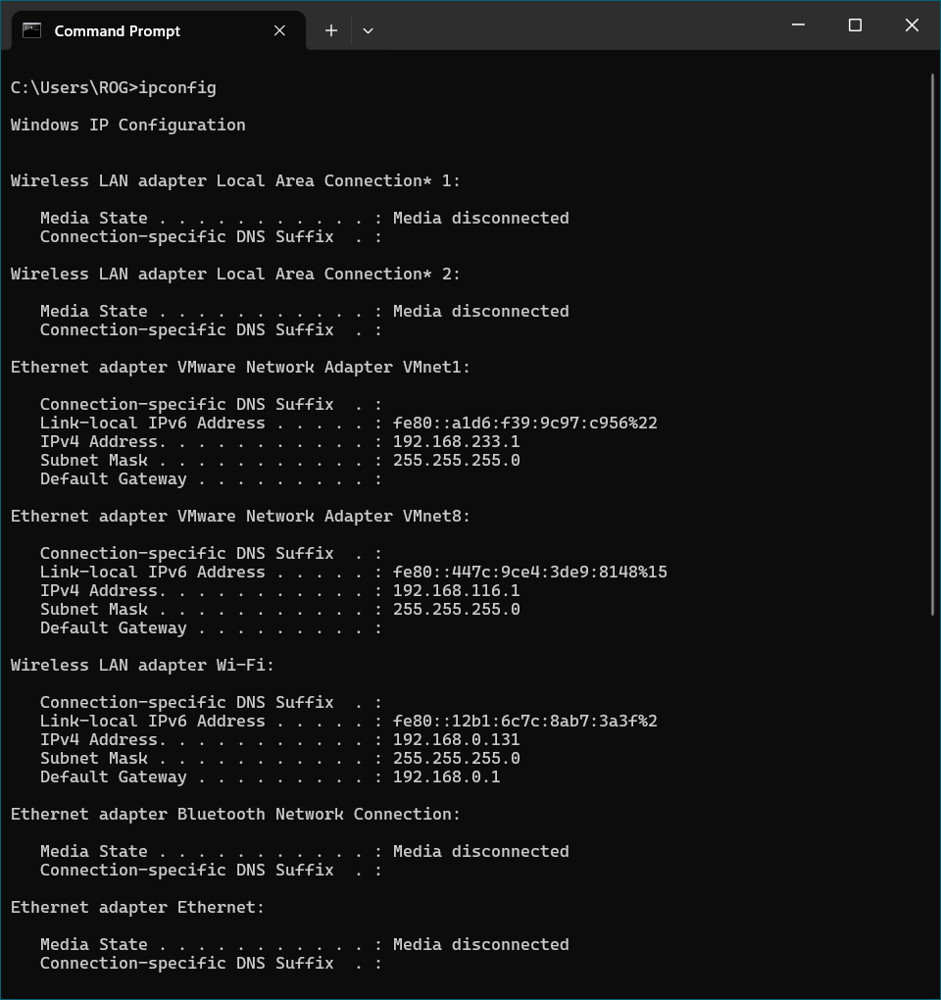 Command Prompt
C:\Users\ROG>ipconfig
Windows IP Configuration
Wireless LAN adapter Local Area Connection* 1:
   Media State . . . . . . . . . . . : Media disconnected
   Connection-specific DNS Suffix  . :
Wireless LAN adapter Local Area Connection* 2:
   Media State . . . . . . . . . . . : Media disconnected
   Connection-specific DNS Suffix  . :
Ethernet adapter VMware Network Adapter VMnet1:
   Connection-specific DNS Suffix  . :
   Link-local IPv6 Address . . . . . : fe80::a1d6:f39:9c97:c956%22
   IPv4 Address. . . . . . . . . . . : 192.168.233.1
   Subnet Mask . . . . . . . . . . . : 255.255.255.0
   Default Gateway . . . . . . . . . :
Ethernet adapter VMware Network Adapter VMnet8:
   Connection-specific DNS Suffix  . :
   Link-local IPv6 Address . . . . . : fe80::447c:9ce4:3de9:8148%15
   IPv4 Address. . . . . . . . . . . : 192.168.116.1
   Subnet Mask . . . . . . . . . . . : 255.255.255.0
   Default Gateway . . . . . . . . . :
Wireless LAN adapter Wi-Fi:
   Connection-specific DNS Suffix  . :
   Link-local IPv6 Address . . . . . : fe80::12b1:6c7c:8ab7:3a3f%2
   IPv4 Address. . . . . . . . . . . : 192.168.0.131
   Subnet Mask . . . . . . . . . . . : 255.255.255.0
   Default Gateway . . . . . . . . . : 192.168.0.1
Ethernet adapter Bluetooth Network Connection:
   Media State . . . . . . . . . . . : Media disconnected
   Connection-specific DNS Suffix  . :
Ethernet adapter Ethernet:
   Media State . . . . . . . . . . . : Media disconnected
   Connection-specific DNS Suffix  . :